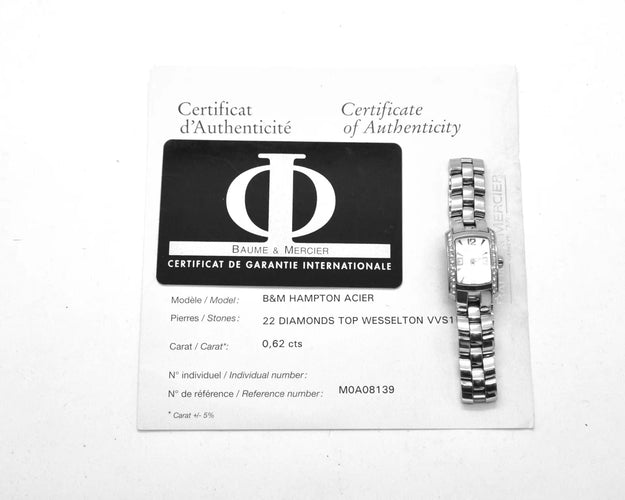 Certificat
d'Authenticité
Certificate
of Authenticity
BAUME & MERCIER
CERTIFICAT DE GARANTIE INTERNATIONALE
MERCIER
Modèle / Model: B&M HAMPTON ACIER
Pierres / Stones: 22 DIAMONDS TOP WESSELTON VVS1
Carat / Carat*: 0,62 cts
N° individuel / Individual number:
N° de référence / Reference number: M0A08139
* Carat +/- 5%